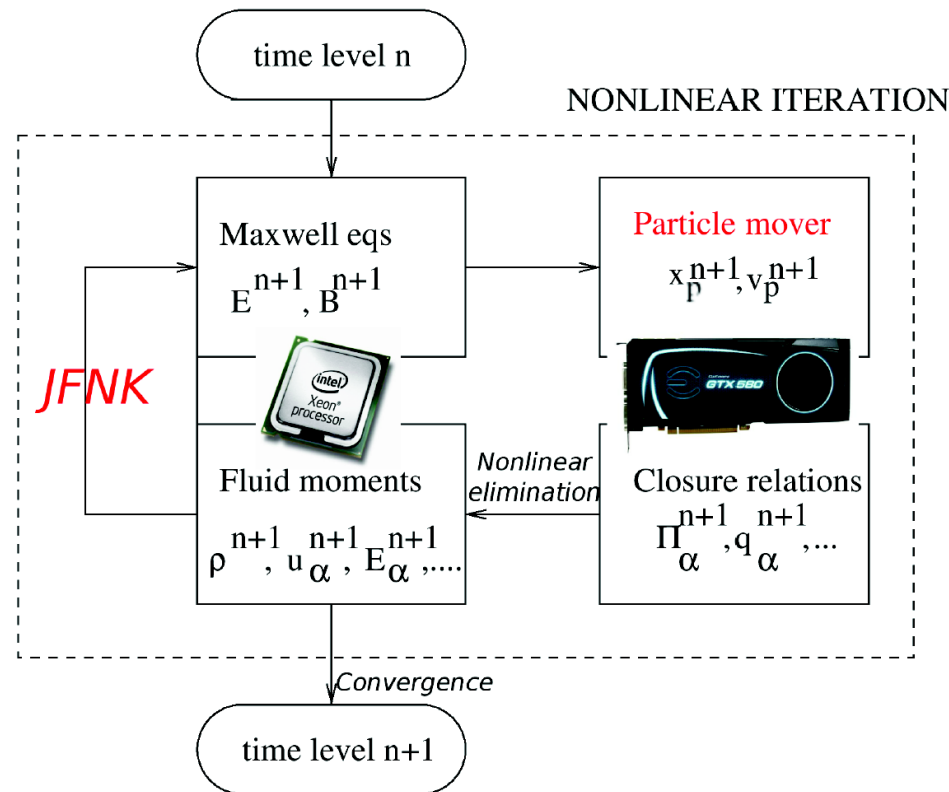 time level n
NONLINEAR ITERATION
Maxwell eqs
E^{n+1}, B^{n+1}
Particle mover
x_p^{n+1}, v_p^{n+1}
JFNK
intel
Xeon®
processor
GTX 580
Fluid moments
ρ^{n+1}, u_α^{n+1}, E_α^{n+1},....
Nonlinear
elimination
Closure relations
Π_α^{n+1}, q_α^{n+1},...
Convergence
time level n+1